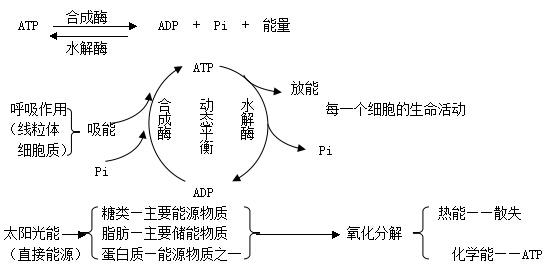 合成酶
ATP ADP + Pi + 能量
水解酶
ATP
放能
呼吸作用
(线粒体
细胞质)
吸能
合成酶
动态平衡
水解酶
每一个细胞的生命活动
Pi
Pi
ADP
糖类—主要能源物质
太阳光能
(直接能源)
脂肪—主要储能物质
蛋白质—能源物质之一
氧化分解
热能——散失
化学能——ATP